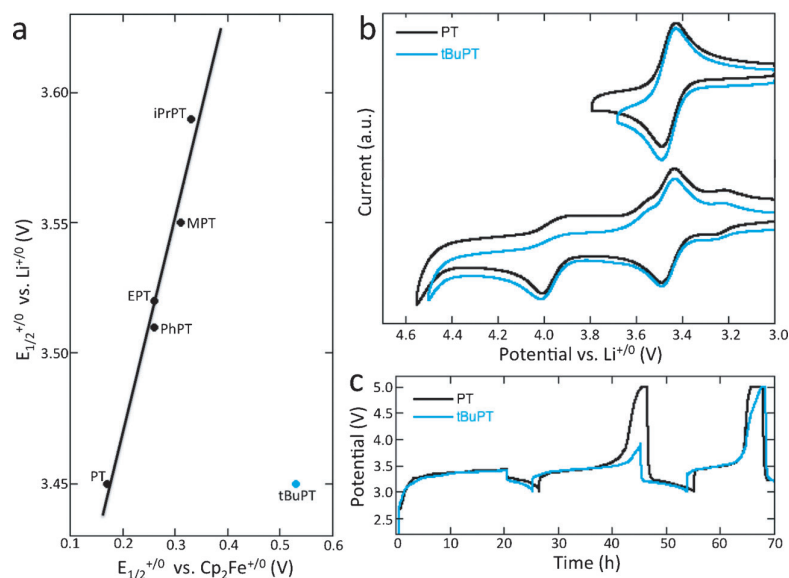 a
3.60
3.55
3.50
3.45
E1/2+/0 vs. Li+/0 (V)
iPrPT
MPT
EPT
PhPT
PT
tBuPT
0.1 0.2 0.3 0.4 0.5 0.6
E1/2+/0 vs. Cp2Fe+/0 (V)
b
PT
tBuPT
Current (a.u.)
4.6 4.4 4.2 4.0 3.8 3.6 3.4 3.2 3.0
Potential vs. Li+/0 (V)
c
PT
tBuPT
Potential (V)
5.0
4.5
4.0
3.5
3.0
2.5
0 10 20 30 40 50 60 70
Time (h)